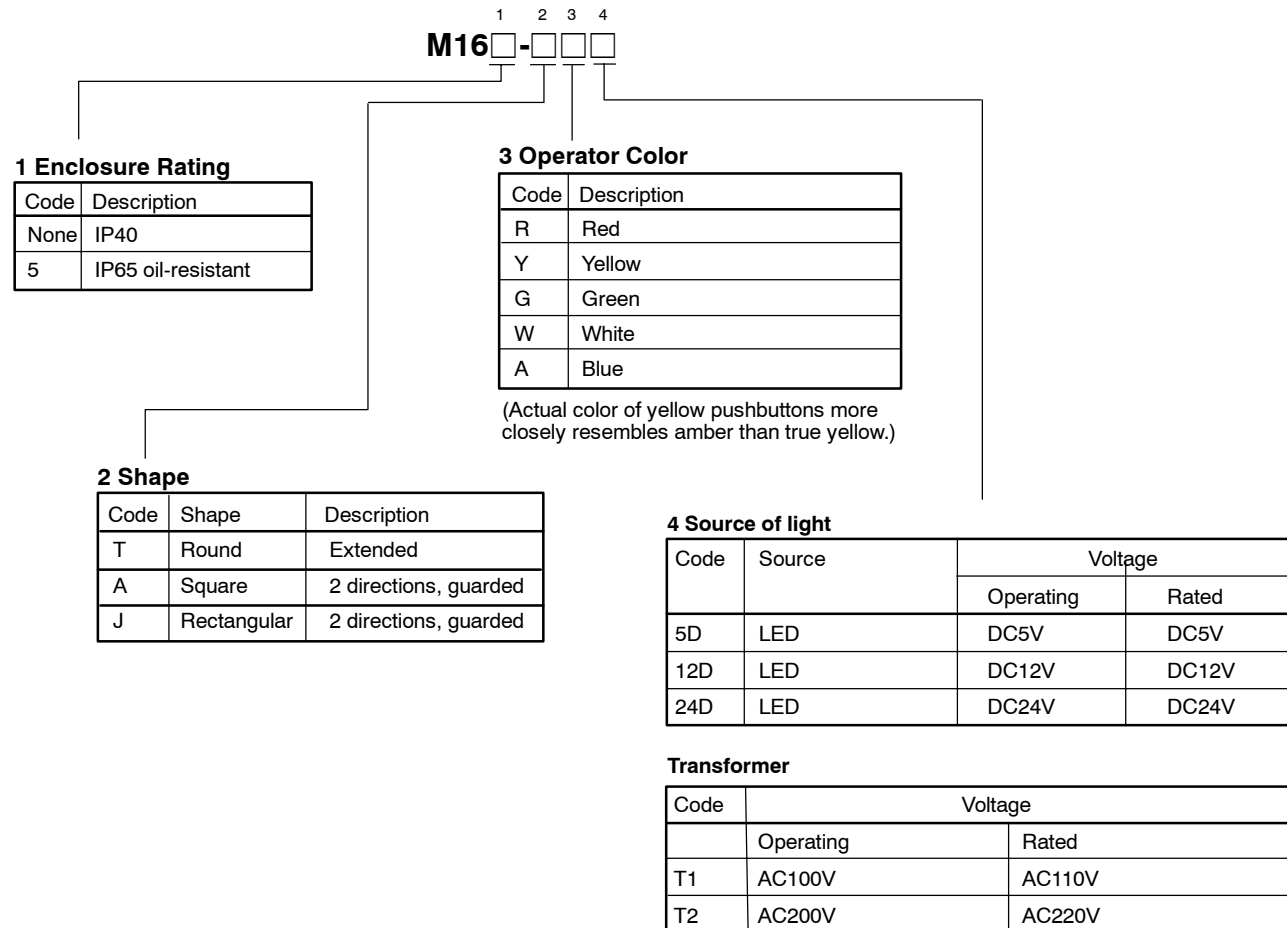 1 2 3 4
M16□-□□□
1 Enclosure Rating
Code Description
None IP40
5 IP65 oil-resistant
3 Operator Color
Code Description
R Red
Y Yellow
G Green
W White
A Blue
(Actual color of yellow pushbuttons more
closely resembles amber than true yellow.)
2 Shape
Code Shape Description
T Round Extended
A Square 2 directions, guarded
J Rectangular 2 directions, guarded
4 Source of light
Code Source Voltage
Operating Rated
5D LED DC5V DC5V
12D LED DC12V DC12V
24D LED DC24V DC24V
Transformer
Code Voltage
Operating Rated
T1 AC100V AC110V
T2 AC200V AC220V